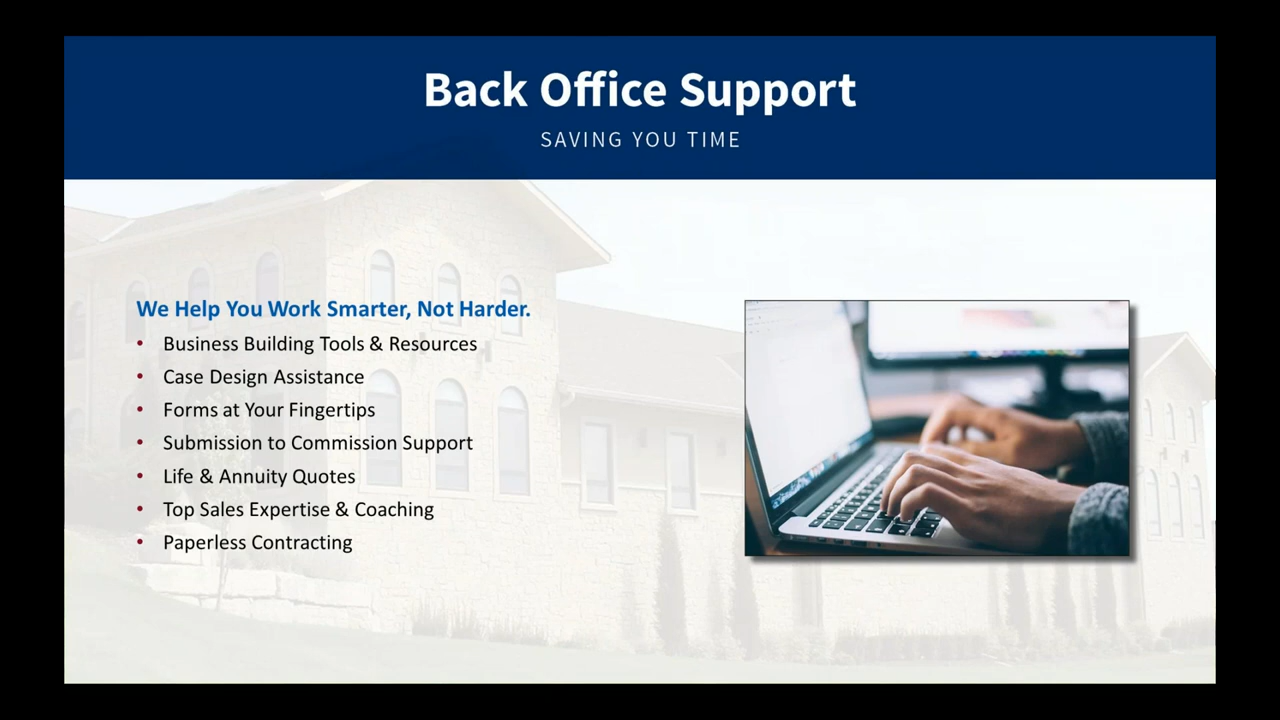 Back Office Support
SAVING YOU TIME
We Help You Work Smarter, Not Harder.
• Business Building Tools & Resources
• Case Design Assistance
• Forms at Your Fingertips
• Submission to Commission Support
• Life & Annuity Quotes
• Top Sales Expertise & Coaching
• Paperless Contracting